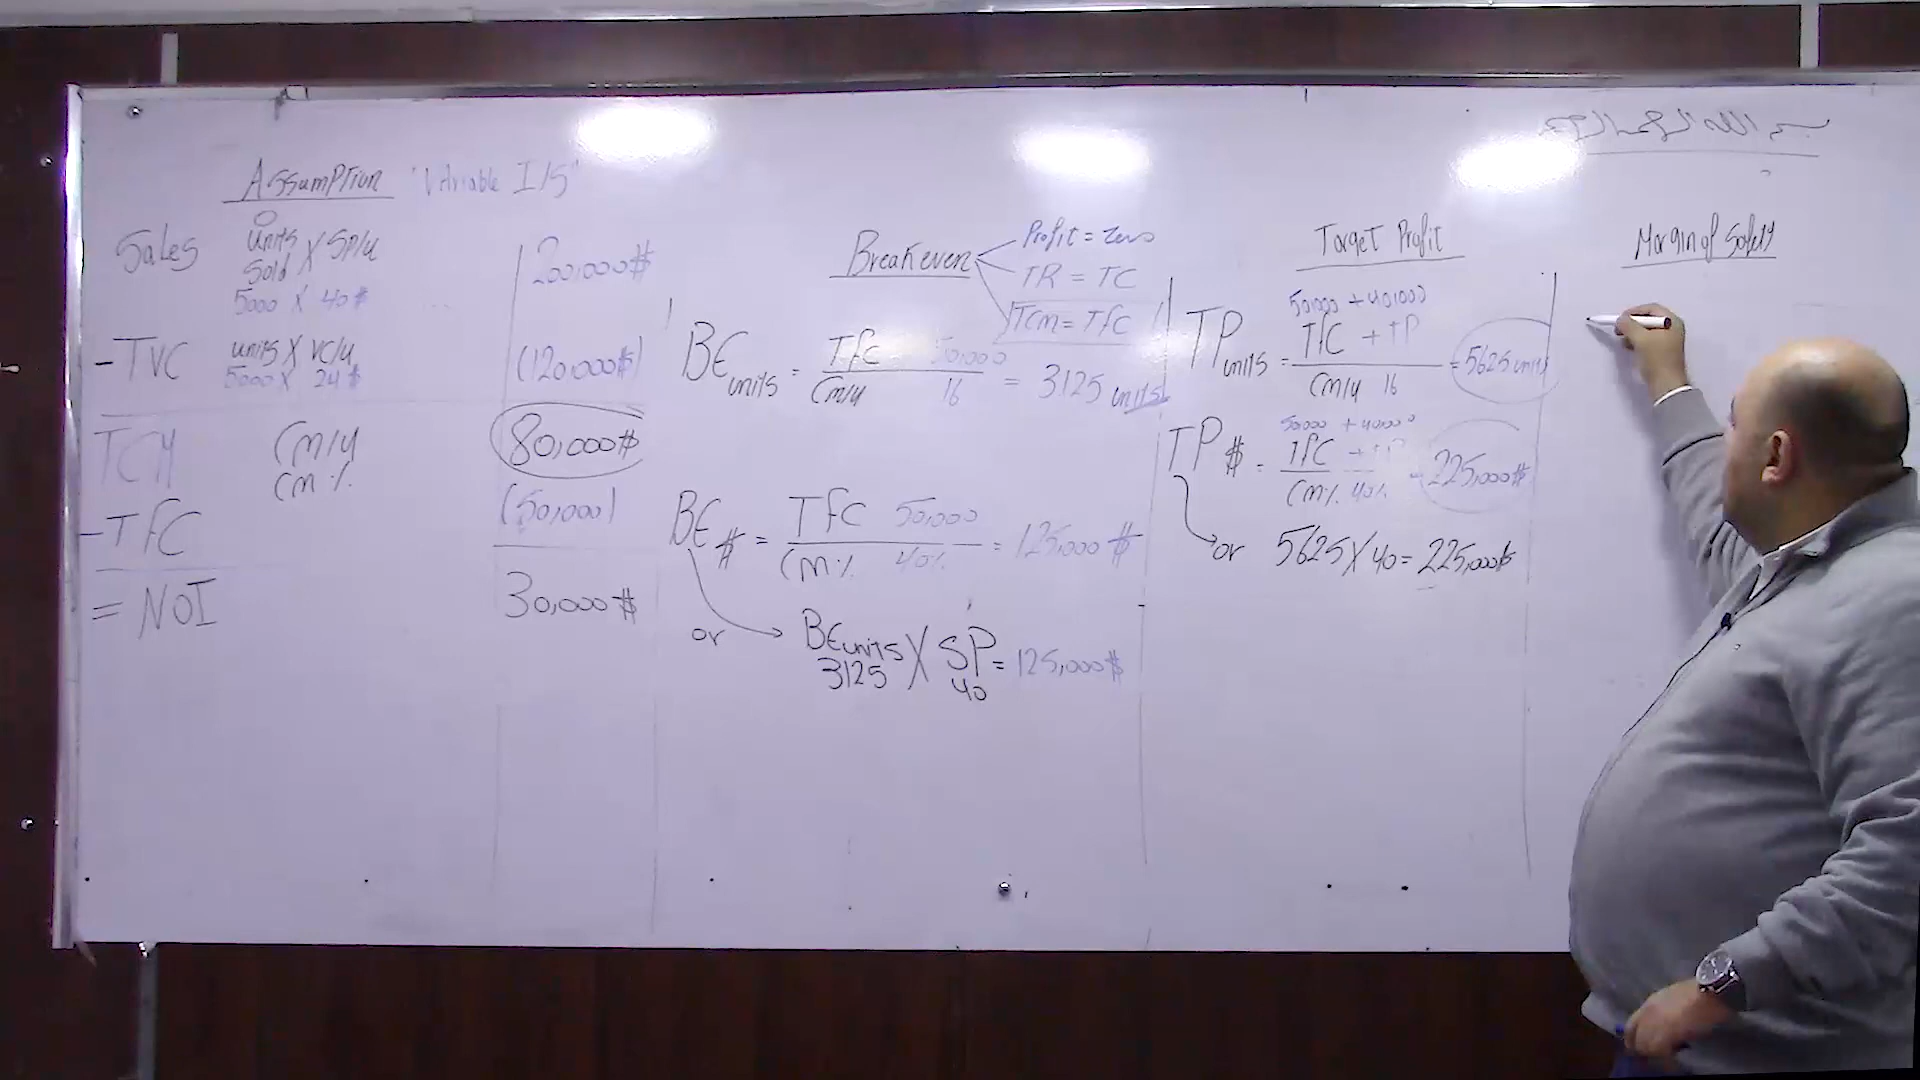 بسم الله الرحمن الرحيم
Assumption "Variable I/S"
Sales units sold X SP/u 200,000$
5000 X 40$
-TVC units X VC/u (120,000$)
5000 X 24$
TCM CM/u 80,000$
CM%
-TFC (50,000)
= NOI 30,000$
Breakeven
Profit = Zero
TR = TC
TCM = TFC
BE units = TFC 50,000 / CM/u 16 = 3125 units
BE $ = TFC 50,000 / CM% 40% = 125,000$
or BE units X SP = 125,000$
3125 40
Target Profit
50,000 + 40,000
TP units = TFC + TP / CM/u 16 = 5625 units
50,000 + 40,000
TP $ = TFC + TP / CM% 40% = 225,000$
or 5625 X 40 = 225,000$
Margin of Safety